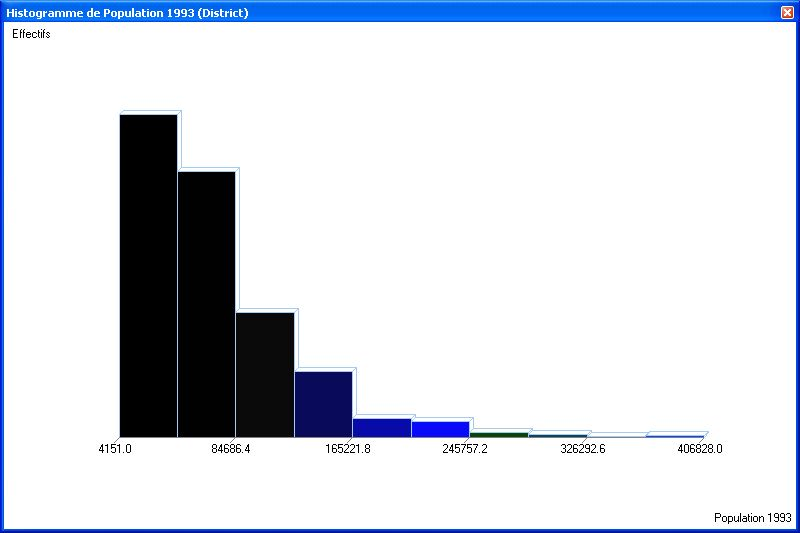 Histogramme de Population 1993 (District)
Effectifs
4151.0 84686.4 165221.8 245757.2 326292.6 406828.0
Population 1993